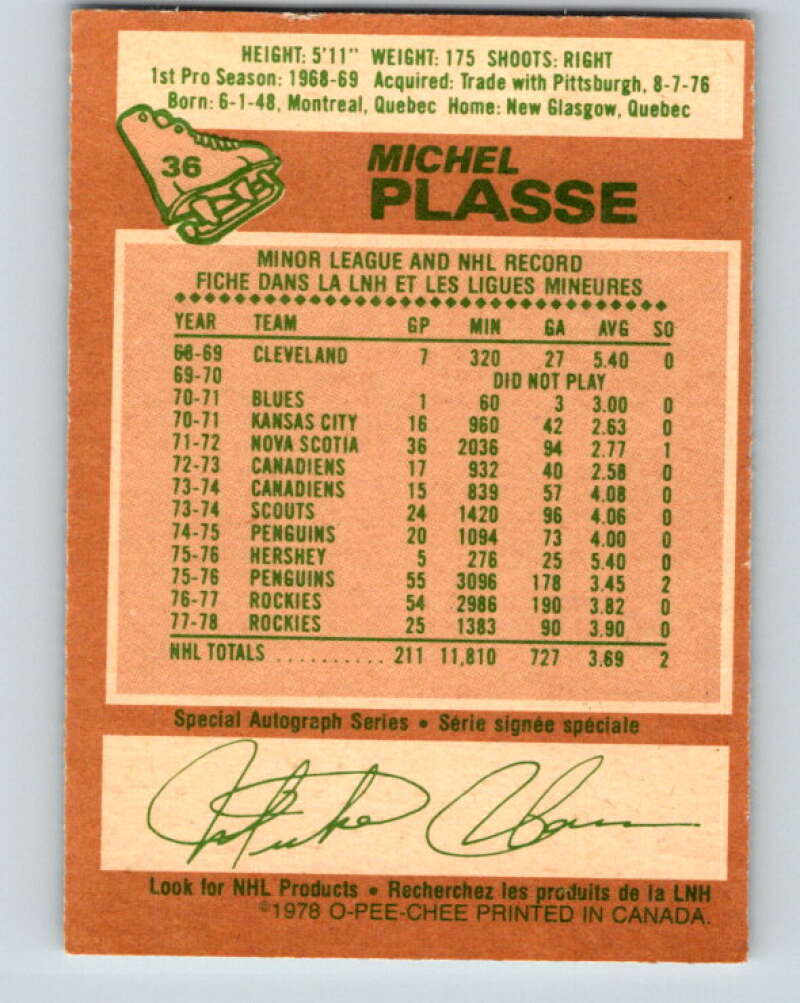 HEIGHT: 5'11" WEIGHT: 175 SHOOTS: RIGHT
1st Pro Season: 1968-69 Acquired: Trade with Pittsburgh, 8-7-76
Born: 6-1-48, Montreal, Quebec Home: New Glasgow, Quebec
36
MICHEL
PLASSE
MINOR LEAGUE AND NHL RECORD
FICHE DANS LA LNH ET LES LIGUES MINEURES
YEAR TEAM GP MIN GA AVG SO
68-69 CLEVELAND 7 320 27 5.40 0
69-70 DID NOT PLAY
70-71 BLUES 1 60 3 3.00 0
70-71 KANSAS CITY 16 960 42 2.63 0
71-72 NOVA SCOTIA 36 2036 94 2.77 1
72-73 CANADIENS 17 932 40 2.58 0
73-74 CANADIENS 15 839 57 4.08 0
73-74 SCOUTS 24 1420 96 4.06 0
74-75 PENGUINS 20 1094 73 4.00 0
75-76 HERSHEY 5 276 25 5.40 0
75-76 PENGUINS 55 3096 178 3.45 2
76-77 ROCKIES 54 2986 190 3.82 0
77-78 ROCKIES 25 1383 90 3.90 0
NHL TOTALS .......... 211 11,810 727 3.69 2
Special Autograph Series • Série signée spéciale
Look for NHL Products • Recherchez les produits de la LNH
©1978 O-PEE-CHEE PRINTED IN CANADA.